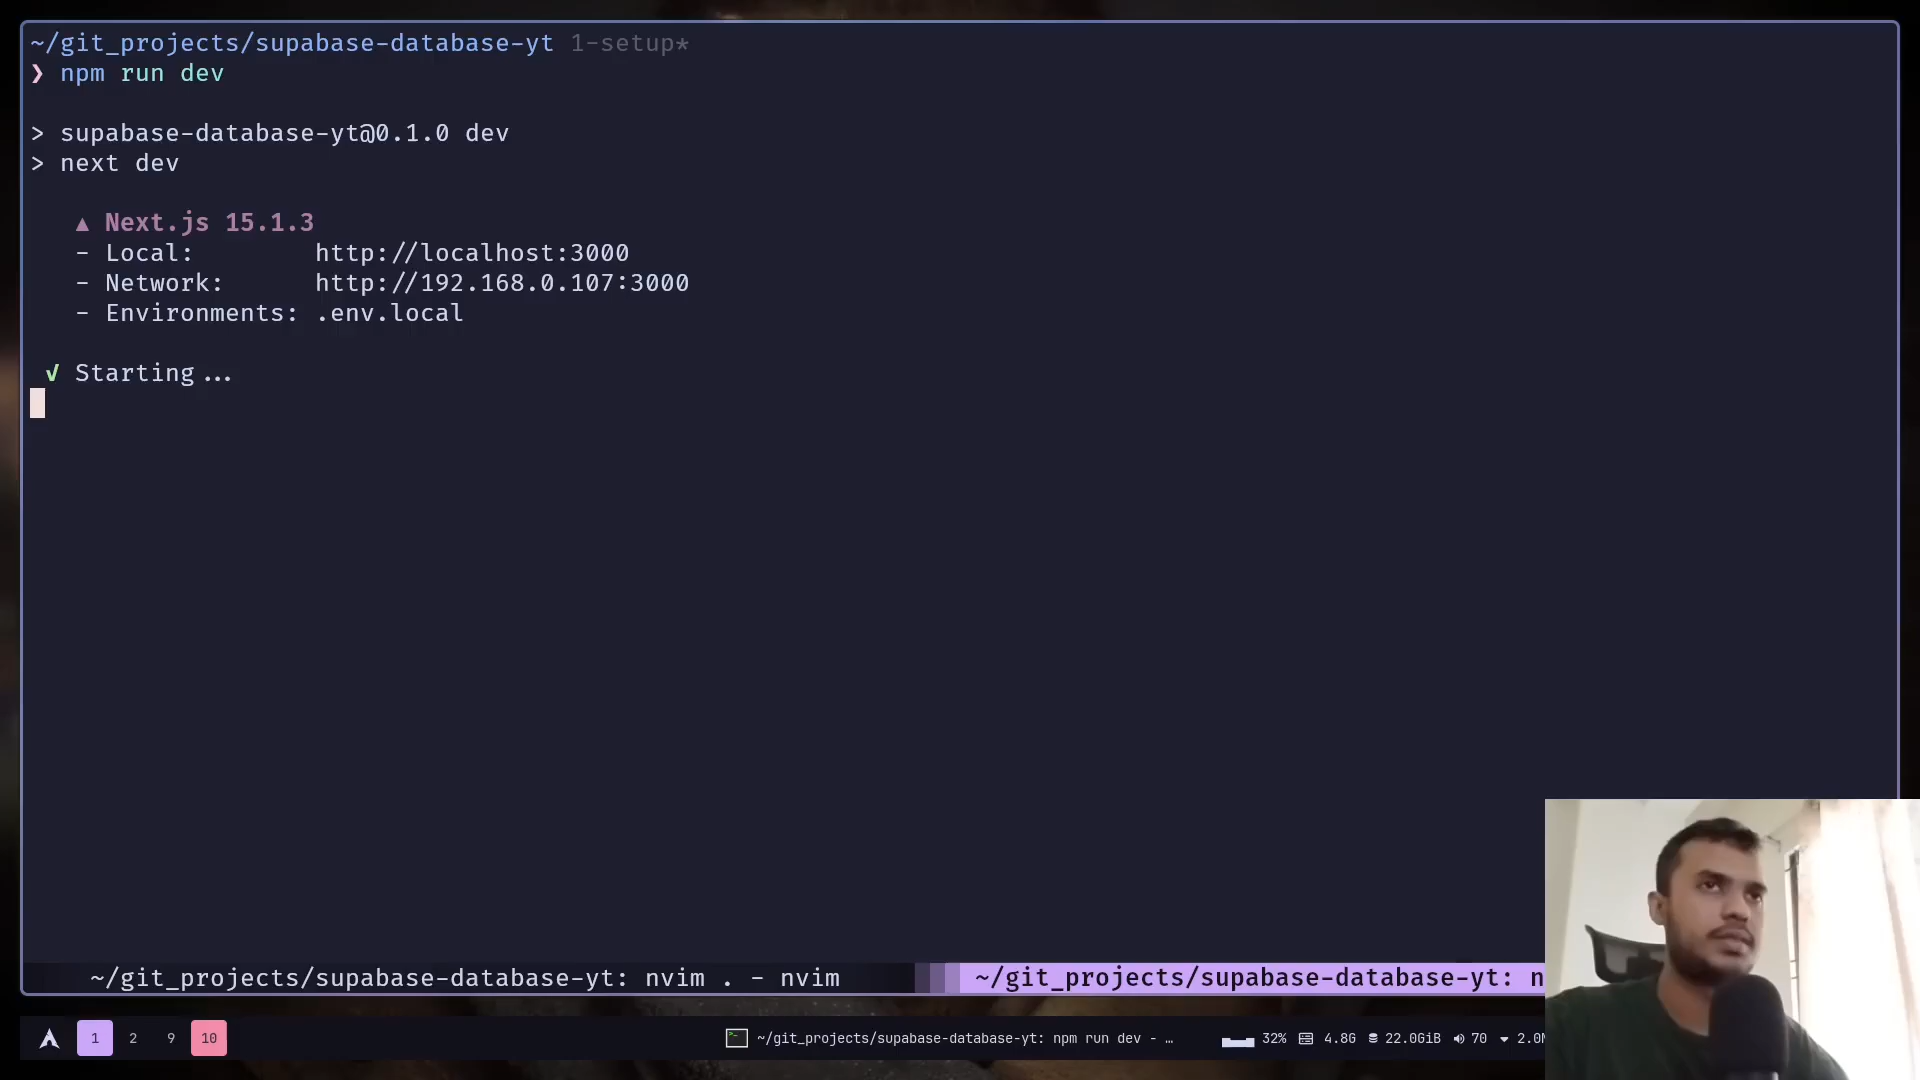 ~/git_projects/supabase-database-yt 1-setup*
❯ npm run dev
> supabase-database-yt@0.1.0 dev
> next dev
▲ Next.js 15.1.3
- Local: http://localhost:3000
- Network: http://192.168.0.107:3000
- Environments: .env.local
✓ Starting...
~/git_projects/supabase-database-yt: nvim . - nvim
~/git_projects/supabase-database-yt: n
1 2 9 10
~/git_projects/supabase-database-yt: npm run dev - …
32% 4.8G 22.0GiB 70 2.0M